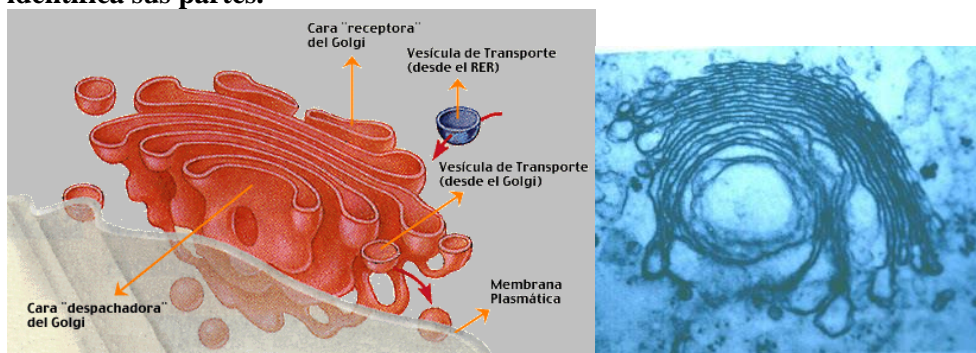 identifica sus partes.
Cara "receptora"
del Golgi
Vesícula de Transporte
(desde el RER)
Vesícula de Transporte
(desde el Golgi)
Membrana
Plasmática
Cara "despachadora"
del Golgi